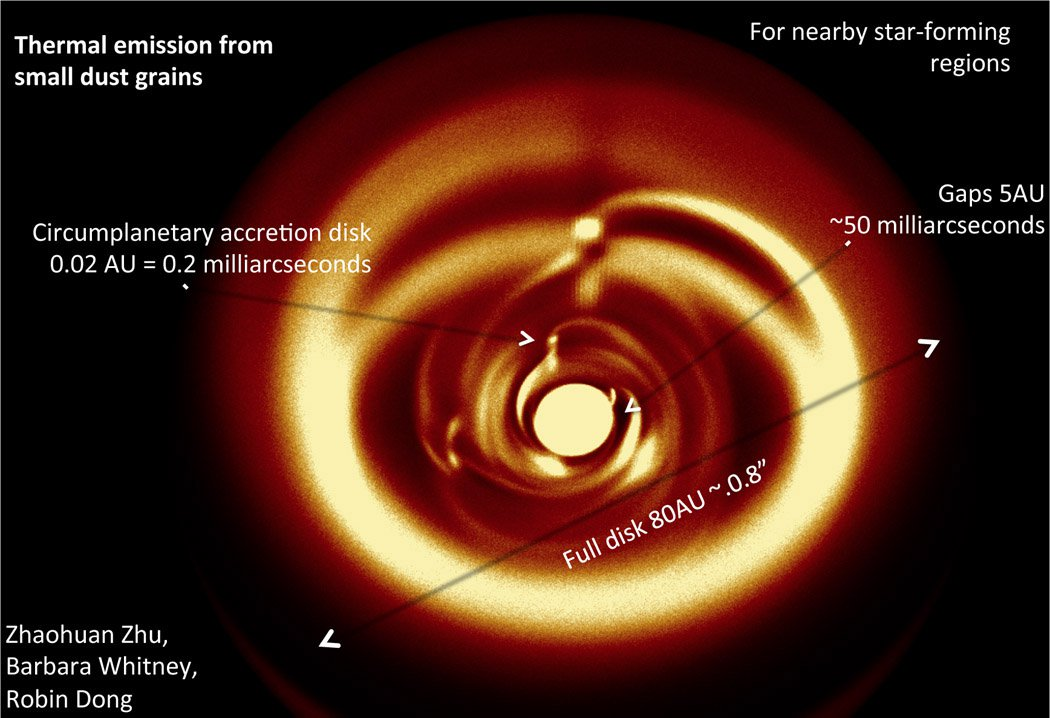 Thermal emission from
small dust grains
For nearby star-forming
regions
Gaps 5AU
~50 milliarcseconds
Circumplanetary accretion disk
0.02 AU = 0.2 milliarcseconds
Full disk 80AU ~.0.8”
Zhaohuan Zhu,
Barbara Whitney,
Robin Dong